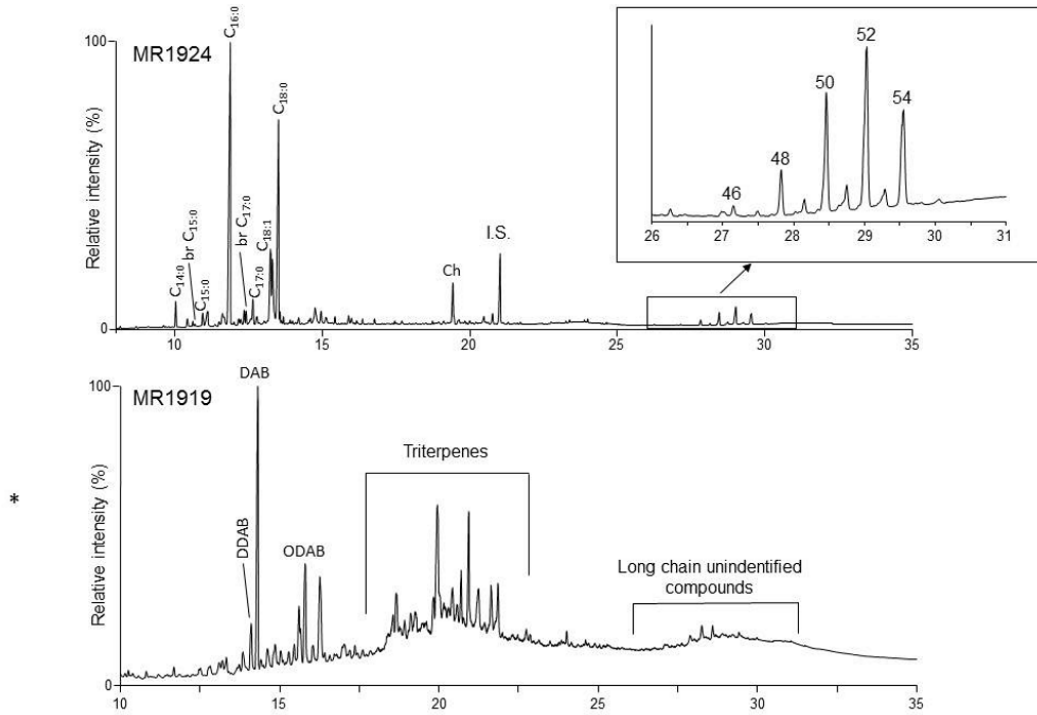 MR1924
Relative intensity (%)
100
0
C14:0
br C15:0
C15:0
C16:0
br C17:0
C17:0
C18:1
C18:0
Ch
I.S.
10 15 20 25 30 35
46
48
50
52
54
26 27 28 29 30 31
*
MR1919
Relative intensity (%)
100
0
DDAB
DAB
ODAB
Triterpenes
Long chain unidentified
compounds
10 15 20 25 30 35